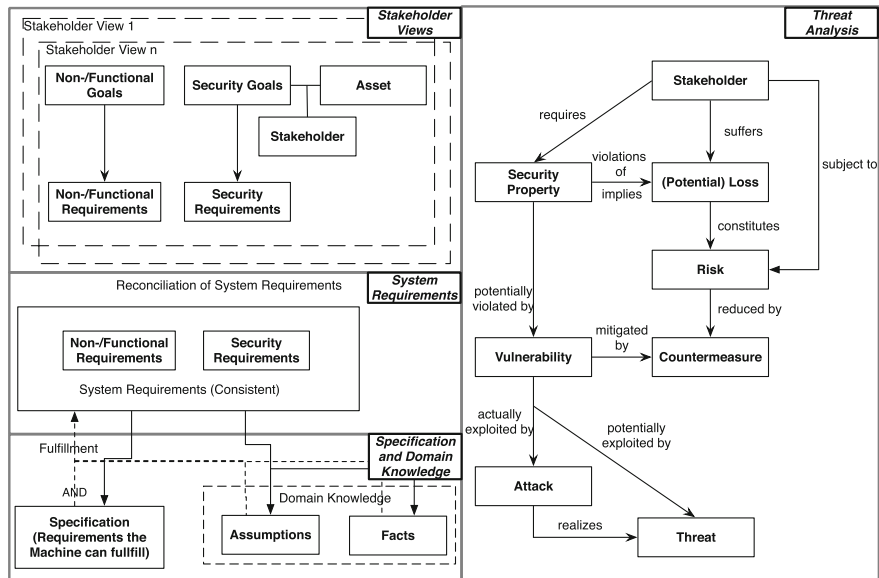 Stakeholder View 1
Stakeholder
Views
Stakeholder View n
Non-/Functional
Goals
Security Goals
Asset
Stakeholder
Non-/Functional
Requirements
Security
Requirements
Reconciliation of System Requirements
System
Requirements
Non-/Functional
Requirements
Security
Requirements
System Requirements (Consistent)
Fulfillment
Specification
and Domain
Knowledge
AND
Domain Knowledge
Specification
(Requirements the
Machine can fullfill)
Assumptions
Facts
Threat
Analysis
Stakeholder
requires
suffers
subject to
Security
Property
violations
of
implies
(Potential) Loss
constitutes
Risk
potentially
violated by
reduced by
Vulnerability
mitigated
by
Countermeasure
actually
exploited by
potentially
exploited by
Attack
realizes
Threat